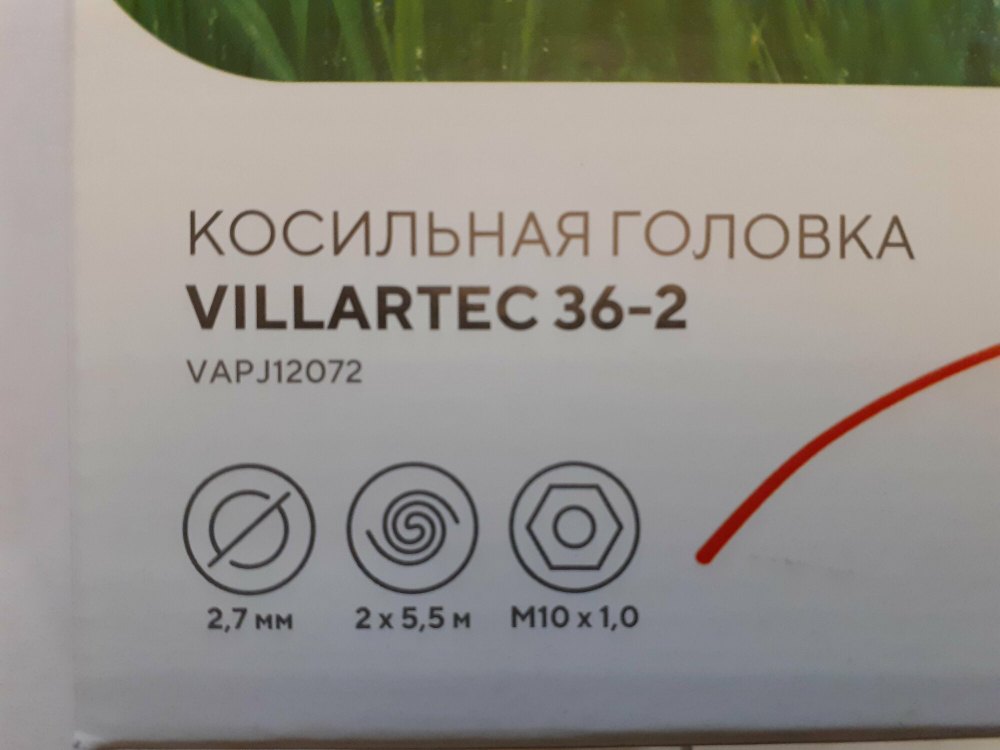 КОСИЛЬНАЯ ГОЛОВКА
VILLARTEC 36-2
VAPJ12072
2,7 мм 2 x 5,5 м M10 x 1,0